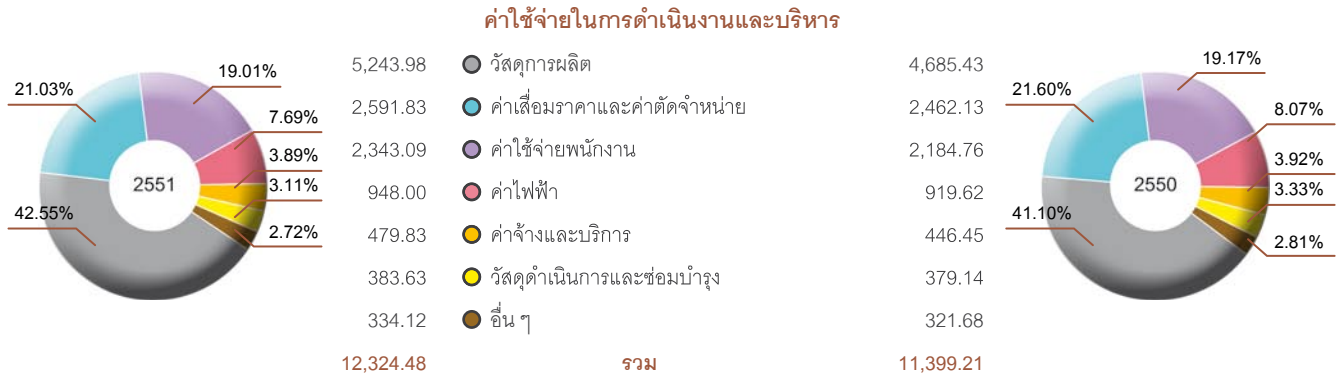 ค่าใช้จ่ายในการดำเนินงานและบริหาร
5,243.98 วัสดุการผลิต 4,685.43
2,591.83 ค่าเสื่อมราคาและค่าตัดจำหน่าย 2,462.13
2,343.09 ค่าใช้จ่ายพนักงาน 2,184.76
948.00 ค่าไฟฟ้า 919.62
479.83 ค่าจ้างและบริการ 446.45
383.63 วัสดุดำเนินการและซ่อมบำรุง 379.14
334.12 อื่น ๆ 321.68
12,324.48 รวม 11,399.21
2551
19.01%
21.03%
7.69%
3.89%
3.11%
42.55%
2.72%
2550
19.17%
21.60%
8.07%
3.92%
3.33%
41.10%
2.81%